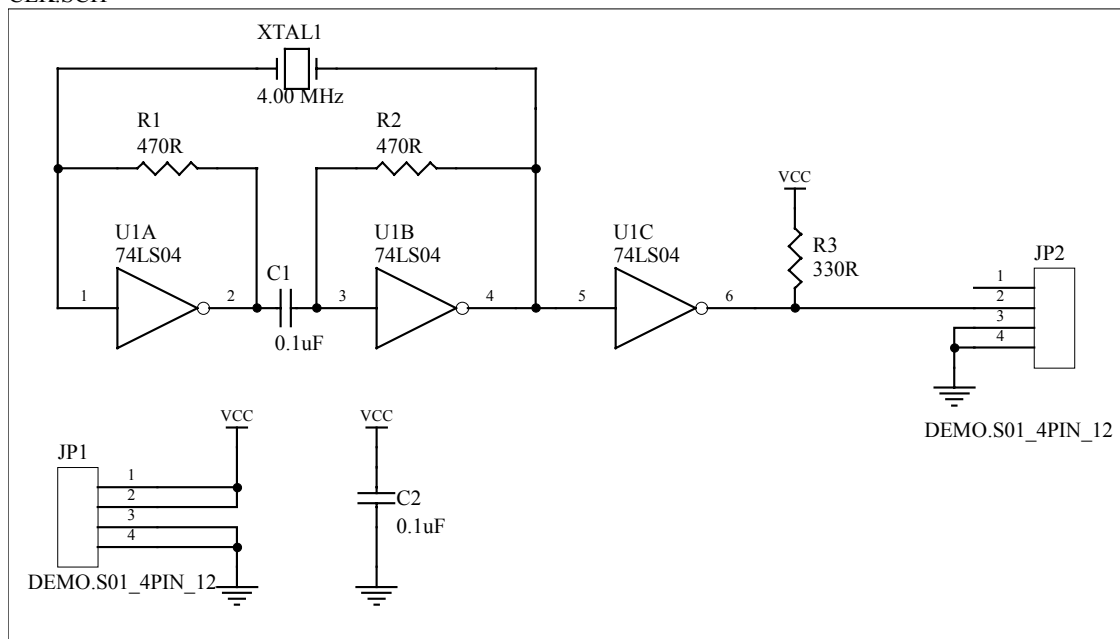 XTAL1
4.00 MHz
R1
470R
R2
470R
U1A
74LS04
U1B
74LS04
U1C
74LS04
VCC
R3
330R
JP2
C1
0.1uF
1
2
3
4
5
6
1
2
3
4
DEMO.S01_4PIN_12
VCC
VCC
JP1
1
2
3
4
C2
0.1uF
DEMO.S01_4PIN_12